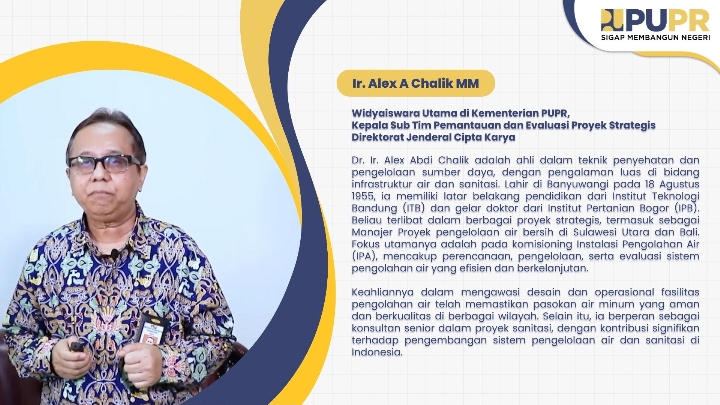 PUPR
SIGAP MEMBANGUN NEGERI
Ir. Alex A Chalik MM
Widyaiswara Utama di Kementerian PUPR,
Kepala Sub Tim Pemantauan dan Evaluasi Proyek Strategis
Direktorat Jenderal Cipta Karya
Dr. Ir. Alex Abdi Chalik adalah ahli dalam teknik penyehatan dan
pengelolaan sumber daya, dengan pengalaman luas di bidang
infrastruktur air dan sanitasi. Lahir di Banyuwangi pada 18 Agustus
1955, ia memiliki latar belakang pendidikan dari Institut Teknologi
Bandung (ITB) dan gelar doktor dari Institut Pertanian Bogor (IPB).
Beliau terlibat dalam berbagai proyek strategis, termasuk sebagai
Manajer Proyek pengelolaan air bersih di Sulawesi Utara dan Bali.
Fokus utamanya adalah pada komisioning Instalasi Pengolahan Air
(IPA), mencakup perencanaan, pengelolaan, serta evaluasi sistem
pengolahan air yang efisien dan berkelanjutan.
Keahliannya dalam mengawasi desain dan operasional fasilitas
pengolahan air telah memastikan pasokan air minum yang aman
dan berkualitas di berbagai wilayah. Selain itu, ia berperan sebagai
konsultan senior dalam proyek sanitasi, dengan kontribusi signifikan
terhadap pengembangan sistem pengelolaan air dan sanitasi di
Indonesia.